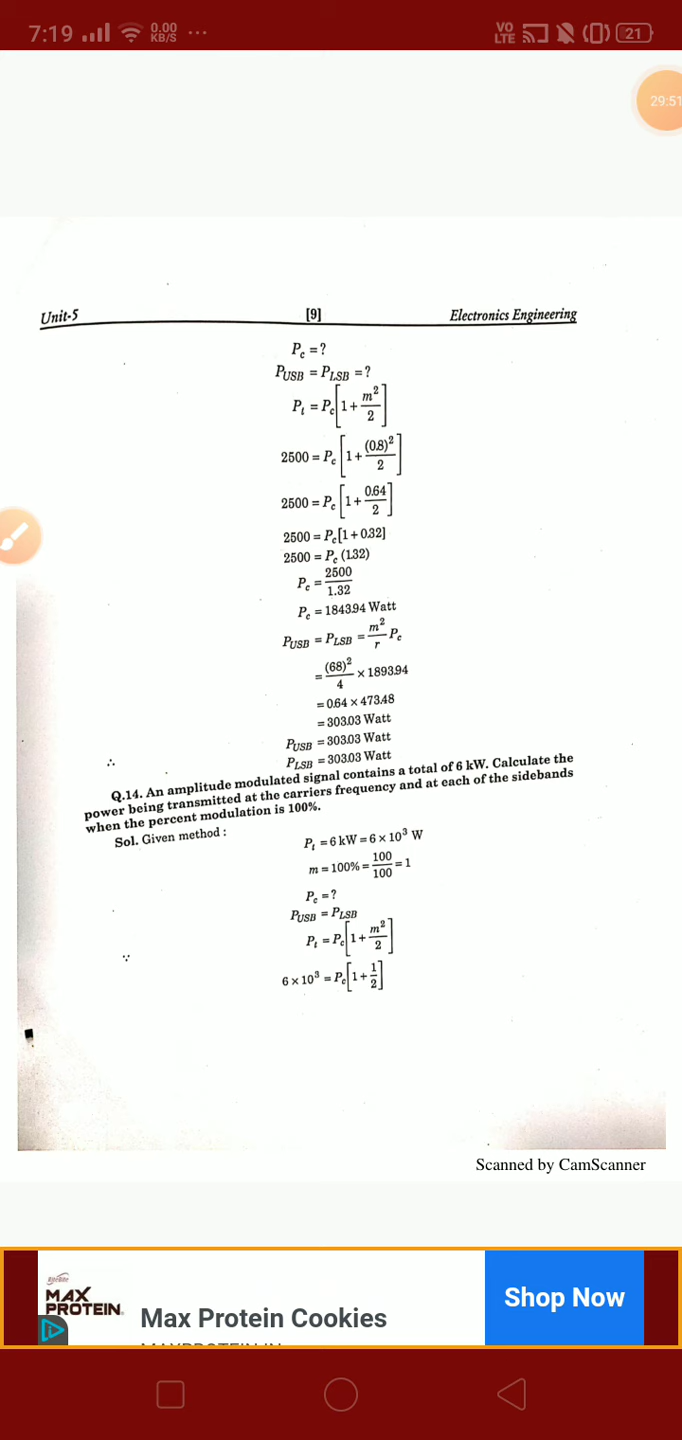 7:19 0.00 KB/S ... VO LTE 21
29:51
Unit-5 [9] Electronics Engineering
P_c = ?
P_USB = P_LSB = ?
P_t = P_c[1 + m²/2]
2500 = P_c[1 + (0.8)²/2]
2500 = P_c[1 + 0.64/2]
2500 = P_c[1 + 0.32]
2500 = P_c (1.32)
P_c = 2500/1.32
P_c = 1843.94 Watt
P_USB = P_LSB = m²/r P_c
= (68)²/4 × 1893.94
= 0.64 × 473.48
= 303.03 Watt
P_USB = 303.03 Watt
∴ P_LSB = 303.03 Watt
Q.14. An amplitude modulated signal contains a total of 6 kW. Calculate the
power being transmitted at the carriers frequency and at each of the sidebands
when the percent modulation is 100%.
Sol. Given method :
P_t = 6 kW = 6 × 10³ W
m = 100% = 100/100 = 1
P_c = ?
P_USB = P_LSB
P_t = P_c[1 + m²/2]
∵ 6 × 10³ = P_c[1 + 1/2]
Scanned by CamScanner
MAX
PROTEIN
Max Protein Cookies
Shop Now